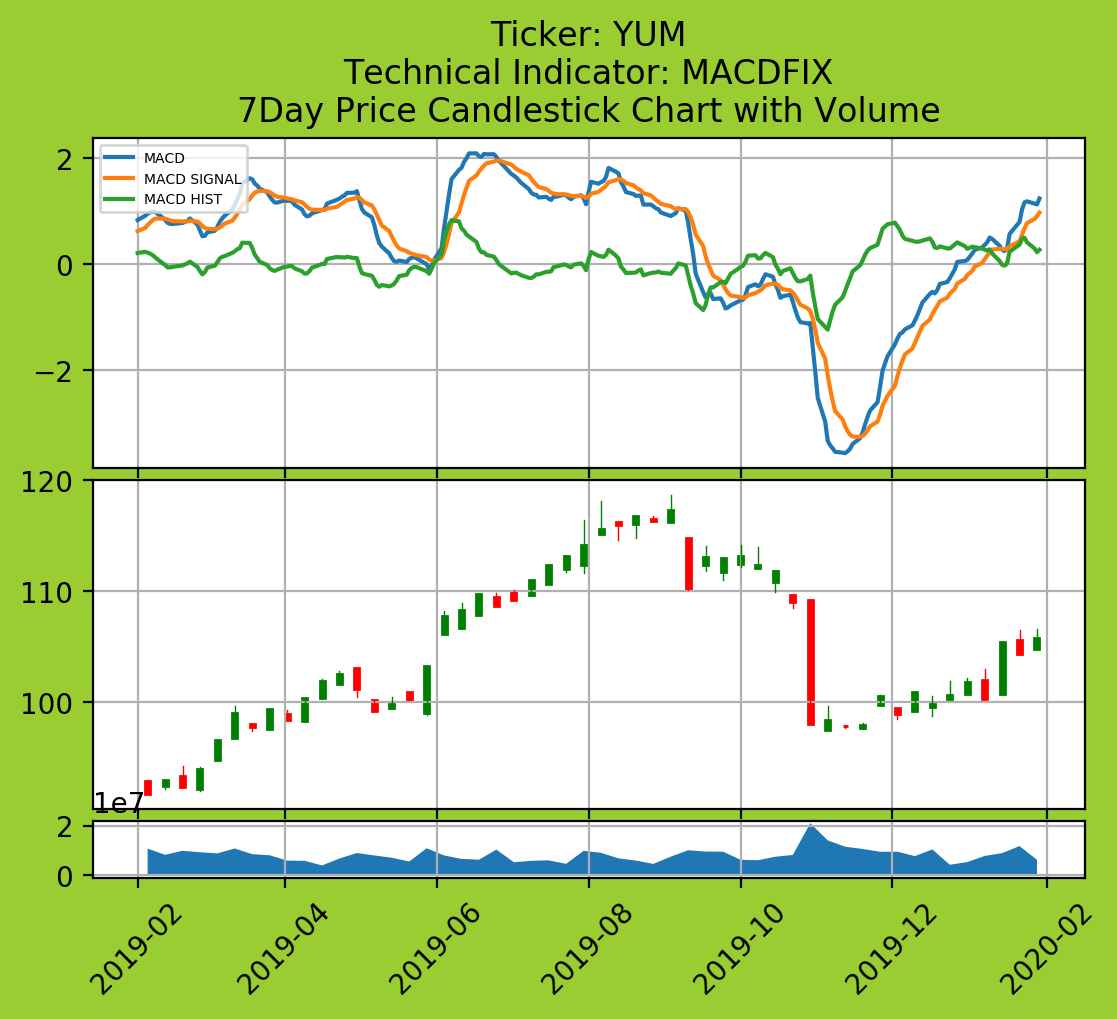 Ticker: YUM
Technical Indicator: MACDFIX
7Day Price Candlestick Chart with Volume
MACD
MACD SIGNAL
MACD HIST
2
0
−2
120
110
100
1e7
2
0
2019-02
2019-04
2019-06
2019-08
2019-10
2019-12
2020-02